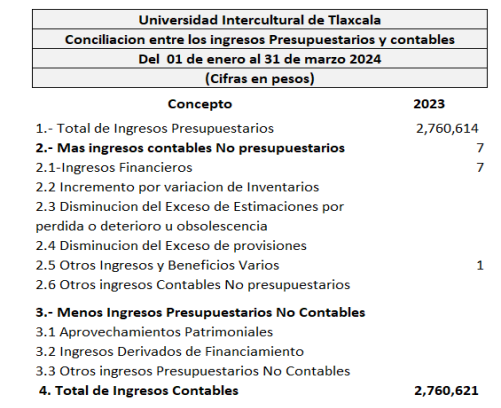 Universidad Intercultural de Tlaxcala
Conciliacion entre los ingresos Presupuestarios y contables
Del 01 de enero al 31 de marzo 2024
(Cifras en pesos)
Concepto 2023
1.- Total de Ingresos Presupuestarios 2,760,614
2.- Mas ingresos contables No presupuestarios 7
2.1-Ingresos Financieros 7
2.2 Incremento por variacion de Inventarios
2.3 Disminucion del Exceso de Estimaciones por
perdida o deterioro u obsolescencia
2.4 Disminucion del Exceso de provisiones
2.5 Otros Ingresos y Beneficios Varios 1
2.6 Otros ingresos Contables No presupuestarios
3.- Menos Ingresos Presupuestarios No Contables
3.1 Aprovechamientos Patrimoniales
3.2 Ingresos Derivados de Financiamiento
3.3 Otros ingresos Presupuestarios No Contables
4. Total de Ingresos Contables 2,760,621